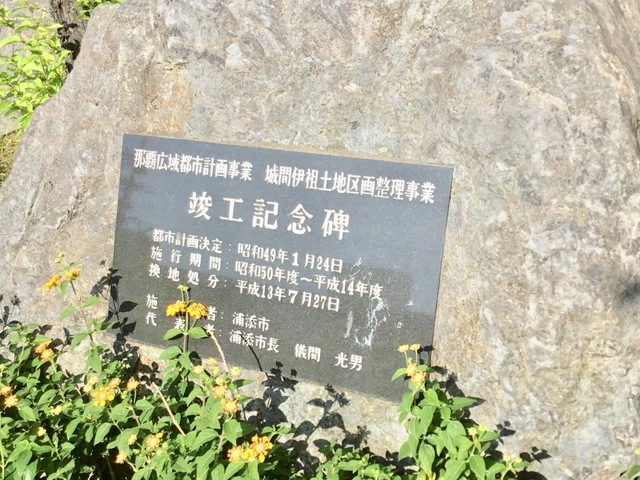 那覇広域都市計画事業 城間伊祖土地区画整理事業
竣工記念碑
都市計画決定：昭和49年1月24日
施行期間：昭和50年度～平成14年度
換地処分：平成13年7月27日
施 者：浦添市
代 ：浦添市長 儀間 光男